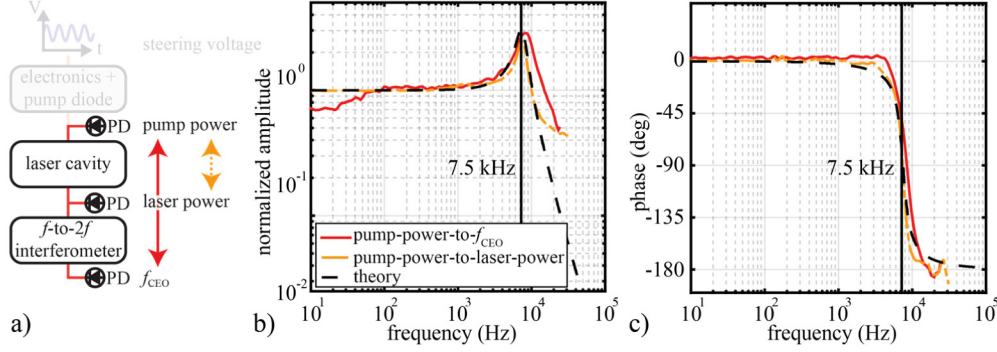 V
t
steering voltage
electronics +
pump diode
PD pump power
laser cavity
PD laser power
f-to-2f
interferometer
PD f_CEO
a)
normalized amplitude
10^0
10^-1
10^-2
7.5 kHz
pump-power-to-f_CEO
pump-power-to-laser-power
theory
10^1 10^2 10^3 10^4 10^5
frequency (Hz)
b)
phase (deg)
0
-45
-90
-135
-180
7.5 kHz
10^1 10^2 10^3 10^4 10^5
frequency (Hz)
c)